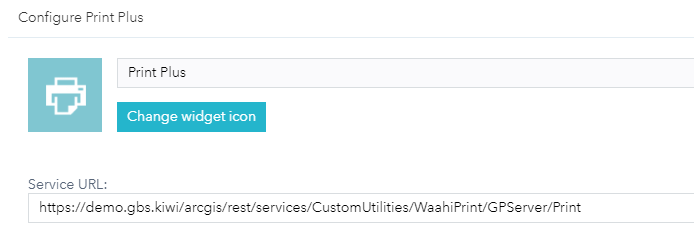 Configure Print Plus
Print Plus
Change widget icon
Service URL:
https://demo.gbs.kiwi/arcgis/rest/services/CustomUtilities/WaahiPrint/GPServer/Print